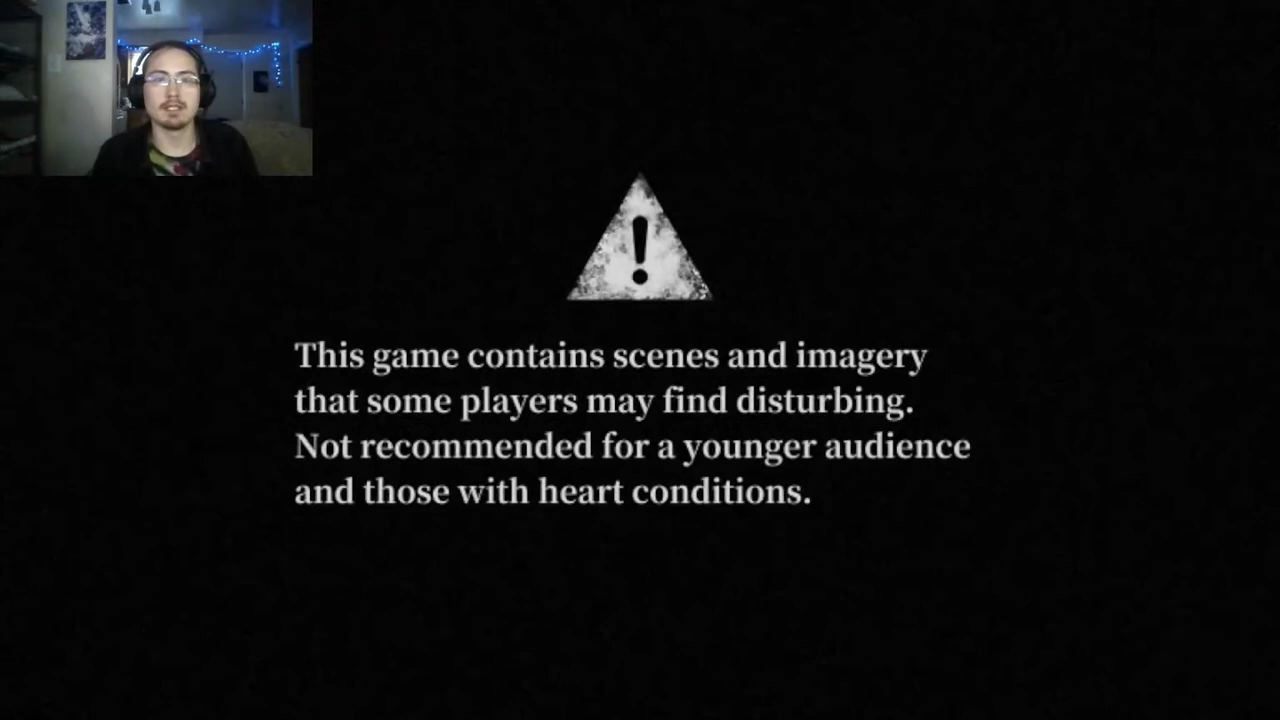 This game contains scenes and imagery
that some players may find disturbing.
Not recommended for a younger audience
and those with heart conditions.